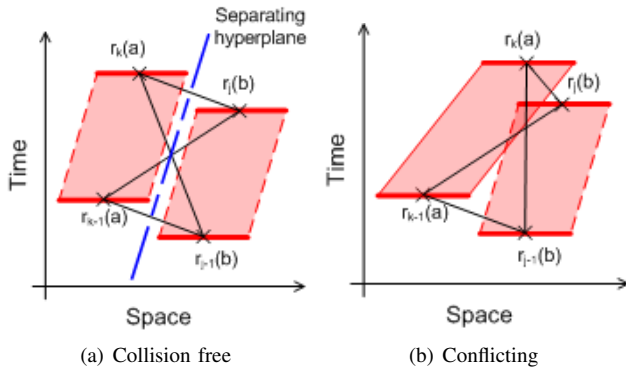 Separating
hyperplane
r_k(a)
r_j(b)
r_{k-1}(a)
r_{j-1}(b)
Time
Space
(a) Collision free
r_k(a)
r_j(b)
r_{k-1}(a)
r_{j-1}(b)
Time
Space
(b) Conflicting